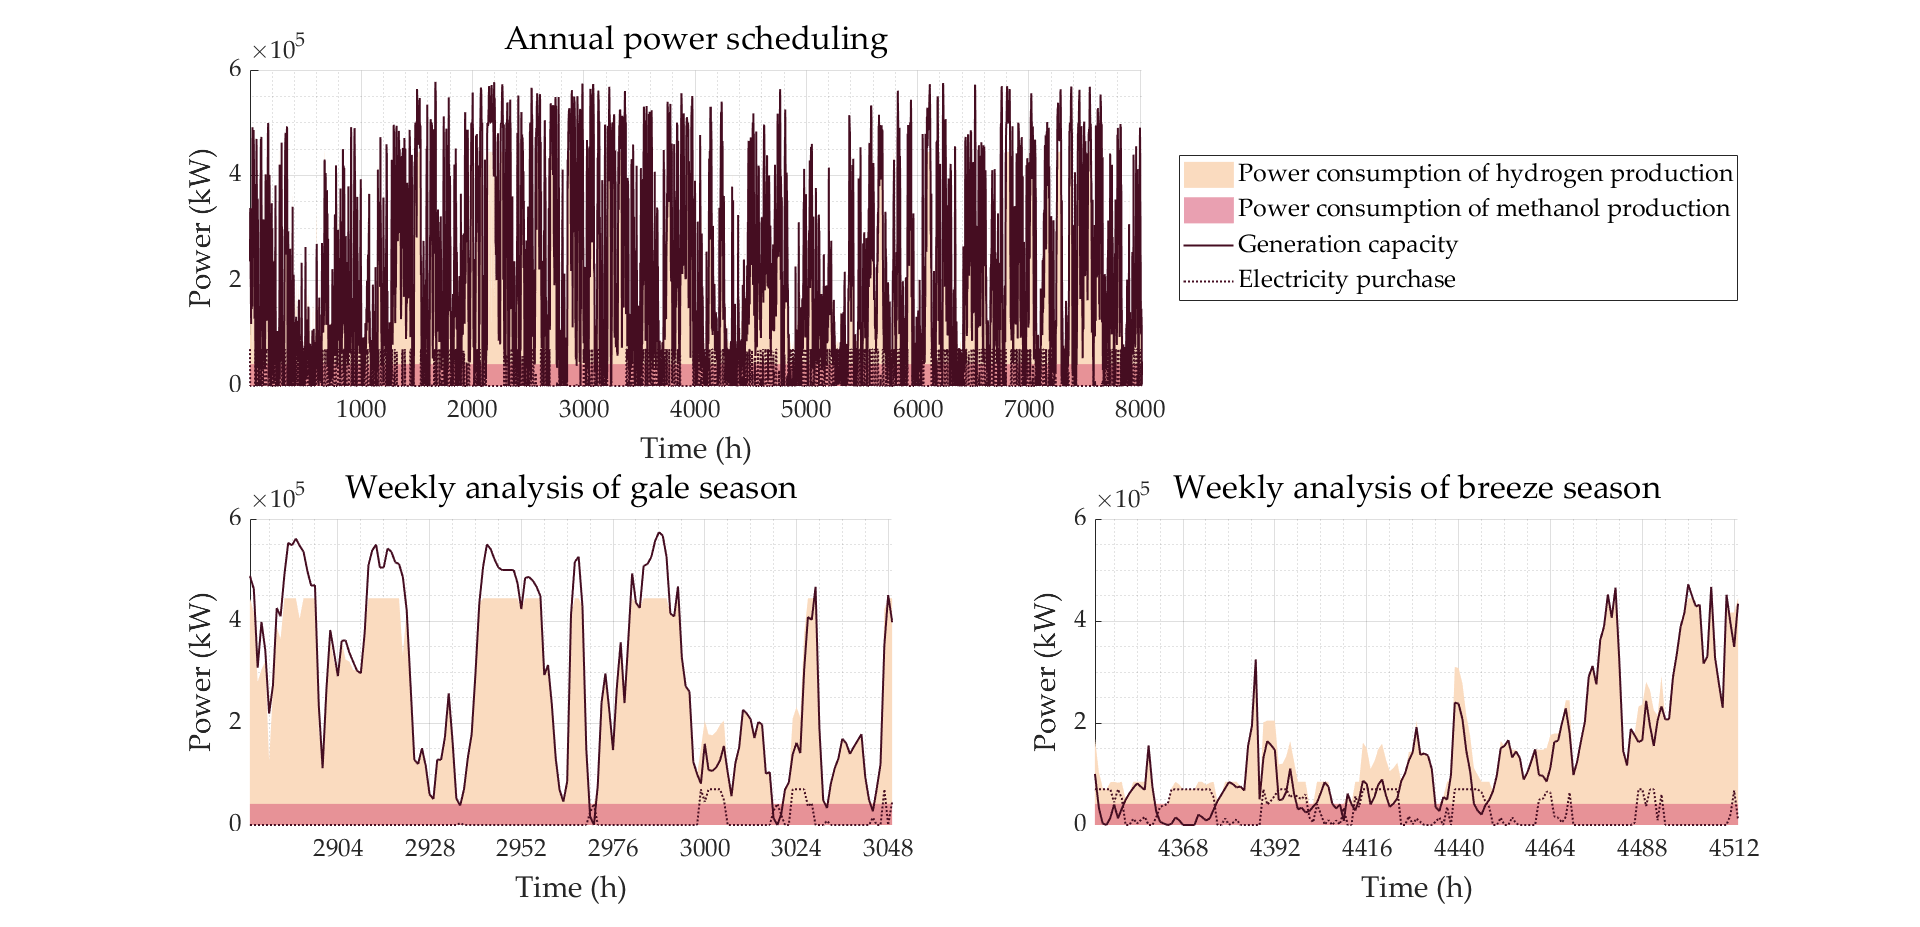 Annual power scheduling
×10^5
6
4
2
0
Power (kW)
1000 2000 3000 4000 5000 6000 7000 8000
Time (h)
Power consumption of hydrogen production
Power consumption of methanol production
Generation capacity
Electricity purchase
Weekly analysis of gale season
×10^5
6
4
2
0
Power (kW)
2904 2928 2952 2976 3000 3024 3048
Time (h)
Weekly analysis of breeze season
×10^5
6
4
2
0
Power (kW)
4368 4392 4416 4440 4464 4488 4512
Time (h)